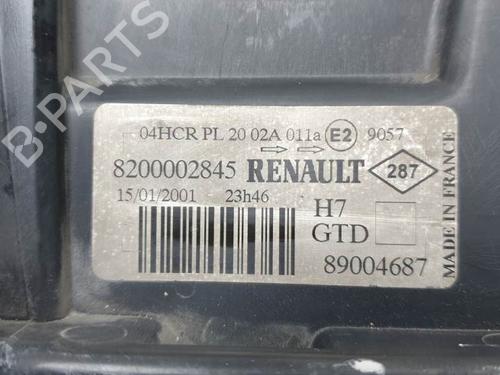 04HCR PL 20 02A 011a E2 9057
8200002845 RENAULT 287
15/01/2001 23h46
H7
GTD
89004687
MADE IN FRANCE
B-PARTS